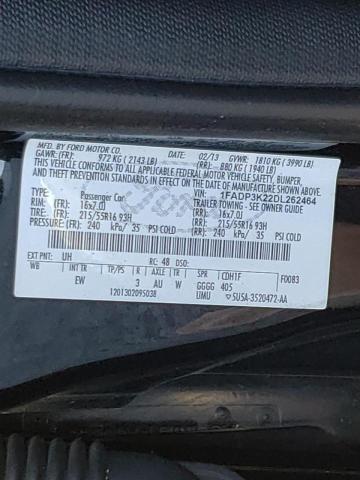 MFD. BY FORD MOTOR CO.
DATE: 02/13 GVWR: 1810 KG ( 3990 LB)
GAWR: (FR): 972 KG ( 2143 LB) (RR): 880 KG ( 1940 LB)
THIS VEHICLE CONFORMS TO ALL APPLICABLE FEDERAL MOTOR VEHICLE SAFETY, BUMPER,
AND THEFT PREVENTION STANDARDS IN EFFECT ON THE DATE OF MANUFACTURE SHOWN ABOVE.
VIN: 1FADP3K22DL262464
TYPE: Passenger Car TRAILER TOWING - SEE OWNER GUIDE
RIM: (FR): 16x7.0J (RR): 16x7.0J
TIRE: (FR): 215/55R16 93H (RR): 215/55R16 93H
PRESSURE: (FR): 240 kPa/ 35 PSI COLD (RR): 240 kPa/ 35 PSI COLD
EXT PNT: UH RC: 48 DSO: F0083
WB INT TR TP/PS R AXLE TR SPR CDH1F
EW 3 AU W GGGG 405
1201302095038 UMU ▽ 5U5A-3520472-AA